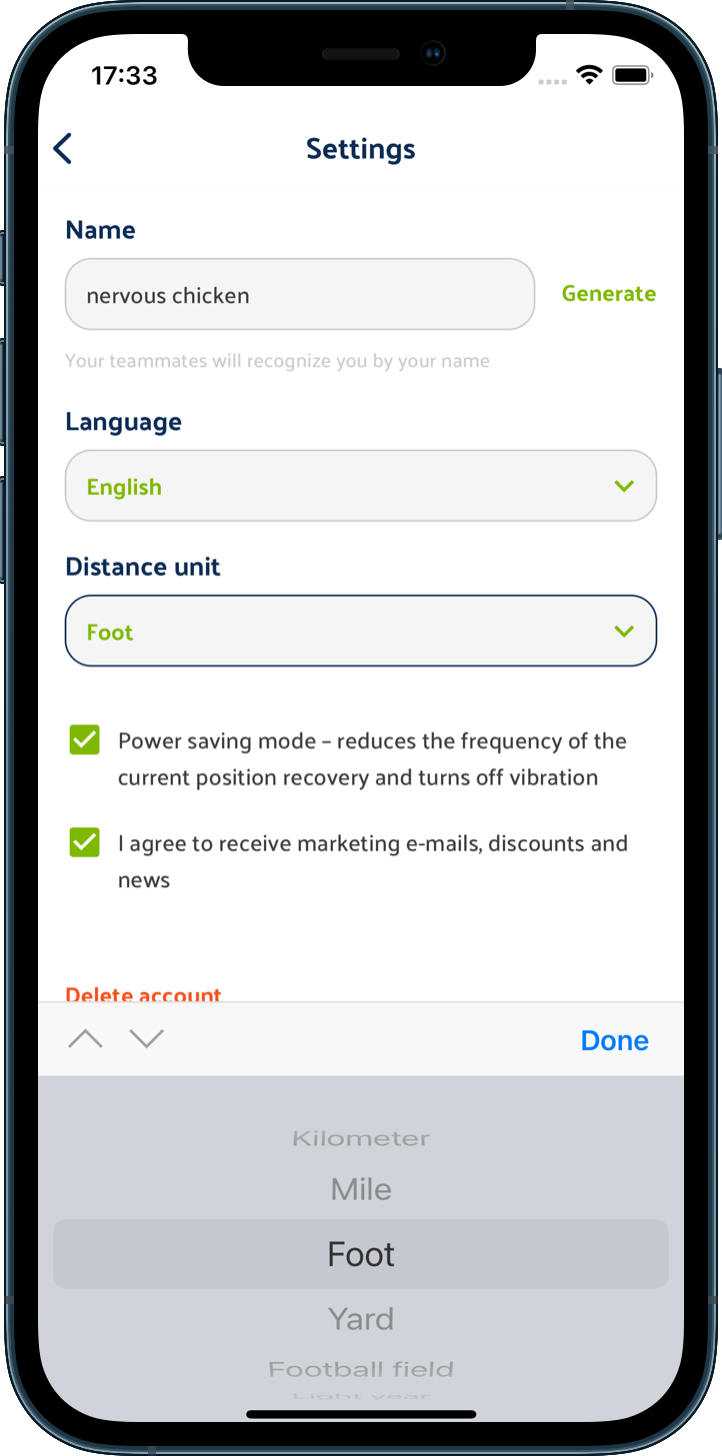 17:33
Settings
Name
nervous chicken
Generate
Your teammates will recognize you by your name
Language
English
Distance unit
Foot
Power saving mode – reduces the frequency of the
current position recovery and turns off vibration
I agree to receive marketing e-mails, discounts and
news
Delete account
Done
Kilometer
Mile
Foot
Yard
Football field
Light year